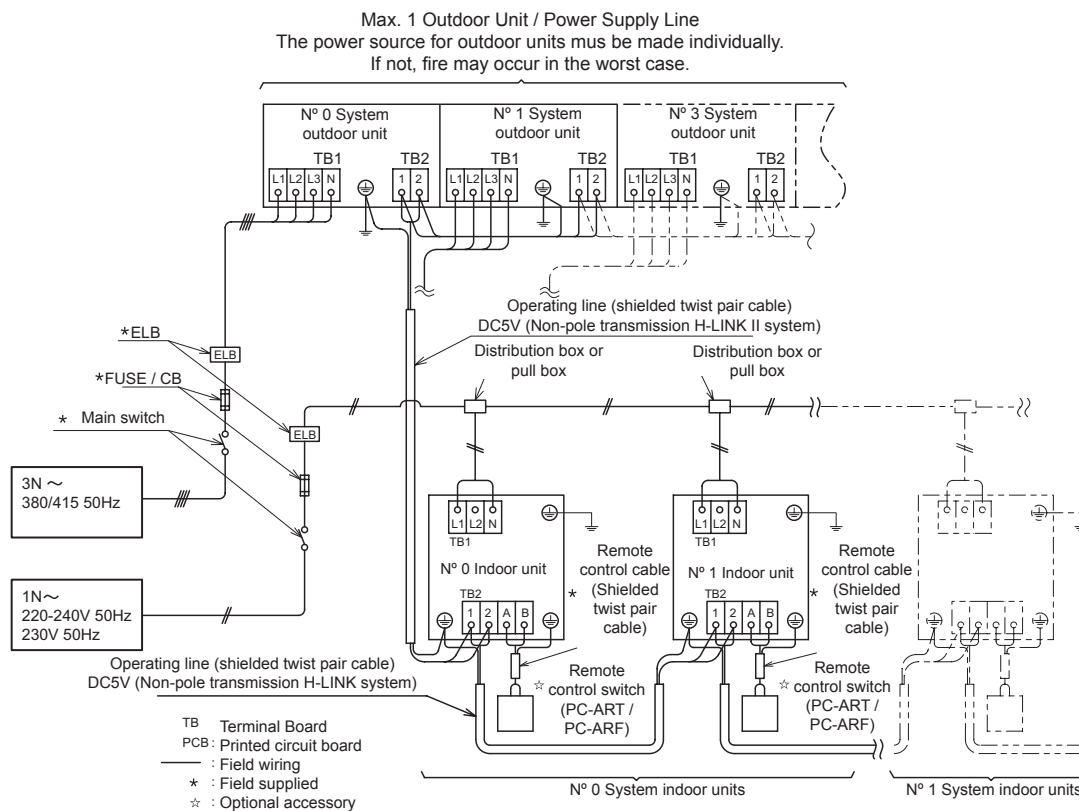 Max. 1 Outdoor Unit / Power Supply Line
The power source for outdoor units mus be made individually.
If not, fire may occur in the worst case.
Nº 0 System
outdoor unit
Nº 1 System
outdoor unit
Nº 3 System
outdoor unit
TB1
TB2
TB1
TB2
TB1
TB2
L1 L2 L3 N
1 2
L1 L2 L3 N
1 2
L1 L2 L3 N
1 2
Operating line (shielded twist pair cable)
DC5V (Non-pole transmission H-LINK II system)
*ELB
ELB
Distribution box or
pull box
Distribution box or
pull box
*FUSE / CB
* Main switch
ELB
3N ～
380/415 50Hz
1N～
220-240V 50Hz
230V 50Hz
L1 L2 N
TB1
Nº 0 Indoor unit
TB2
1 2 A B
*
Remote
control cable
(Shielded
twist pair
cable)
L1 L2 N
TB1
Nº 1 Indoor unit
TB2
1 2 A B
*
Remote
control cable
(Shielded
twist pair
cable)
Operating line (shielded twist pair cable)
DC5V (Non-pole transmission H-LINK system)
Remote
☆ control switch
(PC-ART /
PC-ARF)
Remote
☆ control switch
(PC-ART /
PC-ARF)
TB Terminal Board
PCB : Printed circuit board
: Field wiring
* : Field supplied
☆ : Optional accessory
Nº 0 System indoor units
Nº 1 System indoor units